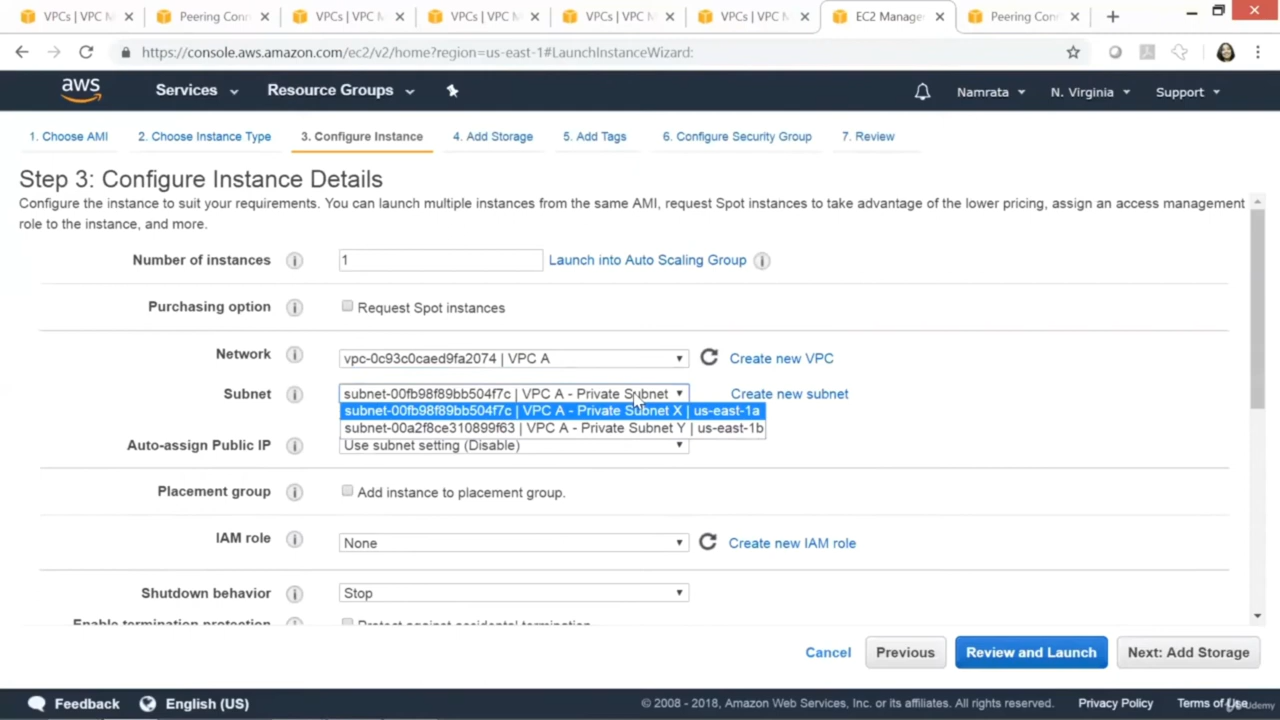 VPCs | VPC M
Peering Conn
VPCs | VPC M
VPCs | VPC M
VPCs | VPC M
VPCs | VPC M
EC2 Manage
Peering Conn
https://console.aws.amazon.com/ec2/v2/home?region=us-east-1#LaunchInstanceWizard:
aws
Services
Resource Groups
Namrata
N. Virginia
Support
1. Choose AMI
2. Choose Instance Type
3. Configure Instance
4. Add Storage
5. Add Tags
6. Configure Security Group
7. Review
Step 3: Configure Instance Details
Configure the instance to suit your requirements. You can launch multiple instances from the same AMI, request Spot instances to take advantage of the lower pricing, assign an access management
role to the instance, and more.
Number of instances
1
Launch into Auto Scaling Group
Purchasing option
Request Spot instances
Network
vpc-0c93c0caed9fa2074 | VPC A
Create new VPC
Subnet
subnet-00fb98f89bb504f7c | VPC A - Private Subnet
Create new subnet
subnet-00fb98f89bb504f7c | VPC A - Private Subnet X | us-east-1a
subnet-00a2f8ce310899f63 | VPC A - Private Subnet Y | us-east-1b
Auto-assign Public IP
Use subnet setting (Disable)
Placement group
Add instance to placement group.
IAM role
None
Create new IAM role
Shutdown behavior
Stop
Enable termination protection
Protect against accidental termination
Cancel
Previous
Review and Launch
Next: Add Storage
Feedback
English (US)
© 2008 - 2018, Amazon Web Services, Inc. or its affiliates. All rights reserved.
Privacy Policy
Terms of Use
Udemy